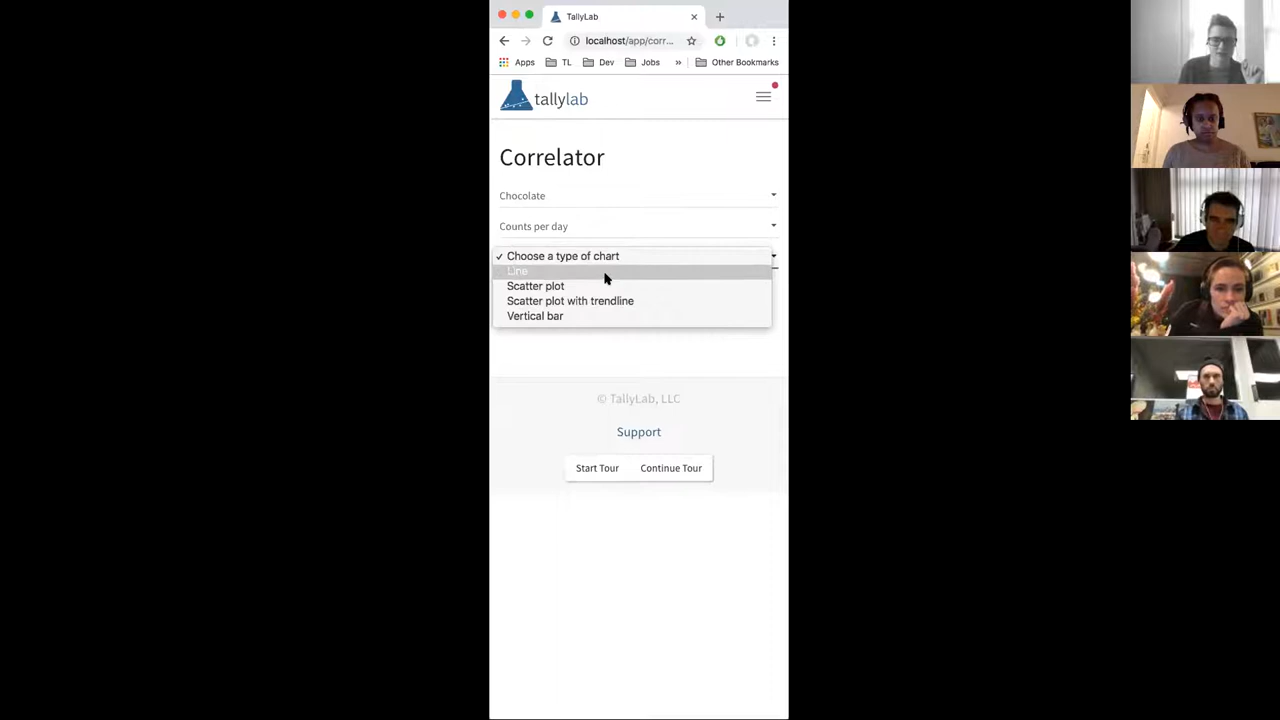 TallyLab
localhost/app/corr...
Apps TL Dev Jobs » Other Bookmarks
tallylab
Correlator
Chocolate
Counts per day
✓ Choose a type of chart
Line
Scatter plot
Scatter plot with trendline
Vertical bar
© TallyLab, LLC
Support
Start Tour Continue Tour